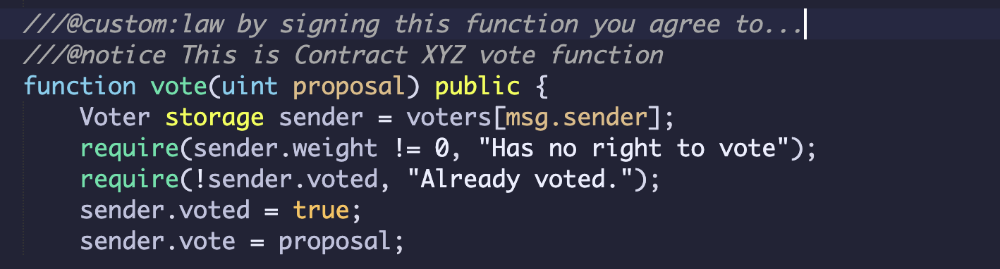 ///@custom:law by signing this function you agree to...
///@notice This is Contract XYZ vote function
function vote(uint proposal) public {
    Voter storage sender = voters[msg.sender];
    require(sender.weight != 0, "Has no right to vote");
    require(!sender.voted, "Already voted.");
    sender.voted = true;
    sender.vote = proposal;